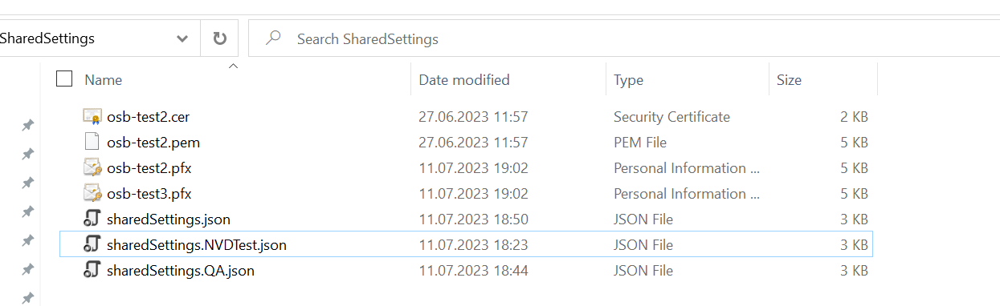 SharedSettings Search SharedSettings
Name Date modified Type Size
osb-test2.cer 27.06.2023 11:57 Security Certificate 2 KB
osb-test2.pem 27.06.2023 11:57 PEM File 5 KB
osb-test2.pfx 11.07.2023 19:02 Personal Information ... 5 KB
osb-test3.pfx 11.07.2023 19:02 Personal Information ... 5 KB
sharedSettings.json 11.07.2023 18:50 JSON File 3 KB
sharedSettings.NVDTest.json 11.07.2023 18:23 JSON File 3 KB
sharedSettings.QA.json 11.07.2023 18:44 JSON File 3 KB